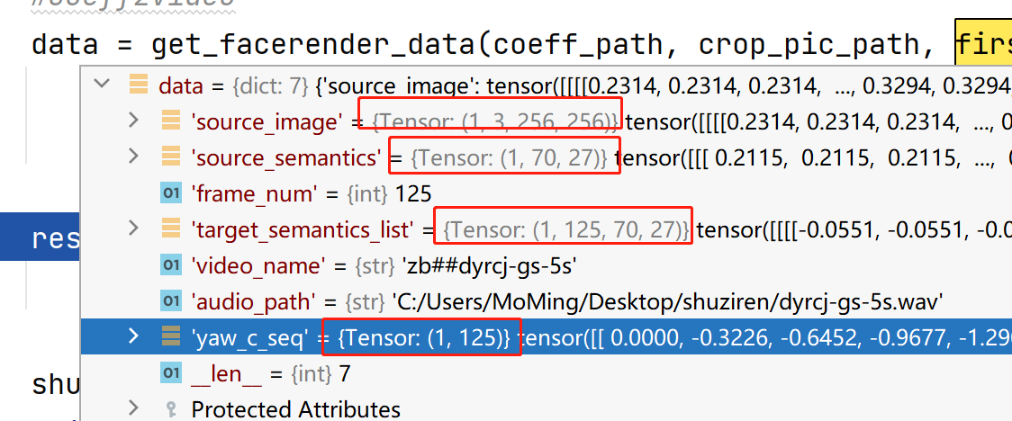 #coeff2video
data = get_facerender_data(coeff_path, crop_pic_path, firs
data = {dict: 7} {'source_image': tensor([[[[0.2314, 0.2314, 0.2314, ..., 0.3294, 0.3294
'source_image' = {Tensor: (1, 3, 256, 256)} tensor([[[[0.2314, 0.2314, 0.2314, ..., 0
'source_semantics' = {Tensor: (1, 70, 27)} tensor([[[ 0.2115, 0.2115, 0.2115, ...,
01 'frame_num' = {int} 125
'target_semantics_list' = {Tensor: (1, 125, 70, 27)} tensor([[[[-0.0551, -0.0551, -0.0
res 01 'video_name' = {str} 'zb##dyrcj-gs-5s'
01 'audio_path' = {str} 'C:/Users/MoMing/Desktop/shuziren/dyrcj-gs-5s.wav'
'yaw_c_seq' = {Tensor: (1, 125)} tensor([[ 0.0000, -0.3226, -0.6452, -0.9677, -1.29
shu 01 __len__ = {int} 7
Protected Attributes